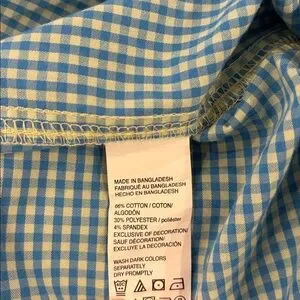 MADE IN BANGLADESH
FABRIQUÉ AU BANGLADESH
HECHO EN BANGLADESH
66% COTTON / COTON/
ALGODÓN
30% POLYESTER / poliéster
4% SPANDEX
EXCLUSIVE OF DECORATION/
SAUF DÉCORATION/
EXCLUYE LA DECORACIÓN
WASH DARK COLORS
SEPARATELY
DRY PROMPTLY